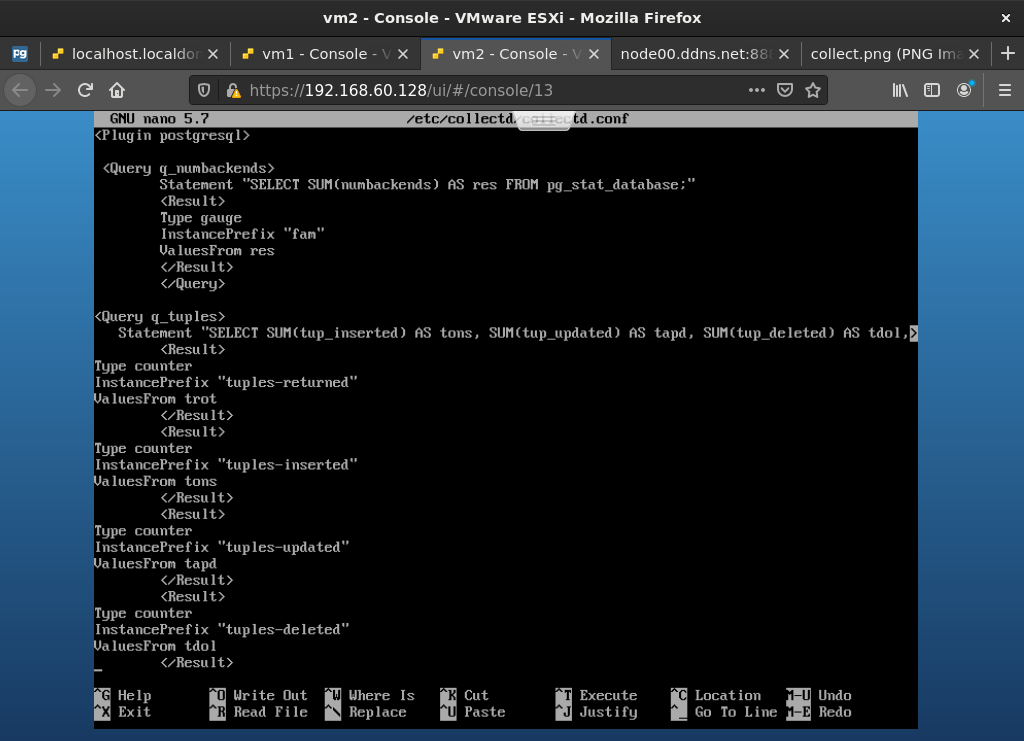 vm2 - Console - VMware ESXi - Mozilla Firefox
pg localhost.localdo vm1 - Console - V vm2 - Console - V node00.ddns.net:88 collect.png (PNG Ima
https://192.168.60.128/ui/#/console/13
GNU nano 5.7 /etc/collectd/collectd.conf
<Plugin postgresql>
<Query q_numbackends>
Statement "SELECT SUM(numbackends) AS res FROM pg_stat_database;"
<Result>
Type gauge
InstancePrefix "fam"
ValuesFrom res
</Result>
</Query>
<Query q_tuples>
Statement "SELECT SUM(tup_inserted) AS tons, SUM(tup_updated) AS tapd, SUM(tup_deleted) AS tdol,>
<Result>
Type counter
InstancePrefix "tuples-returned"
ValuesFrom trot
</Result>
<Result>
Type counter
InstancePrefix "tuples-inserted"
ValuesFrom tons
</Result>
<Result>
Type counter
InstancePrefix "tuples-updated"
ValuesFrom tapd
</Result>
<Result>
Type counter
InstancePrefix "tuples-deleted"
ValuesFrom tdol
</Result>
^G Help ^O Write Out ^W Where Is ^K Cut ^T Execute ^C Location M-U Undo
^X Exit ^R Read File ^\ Replace ^U Paste ^J Justify ^_ Go To Line M-E Redo